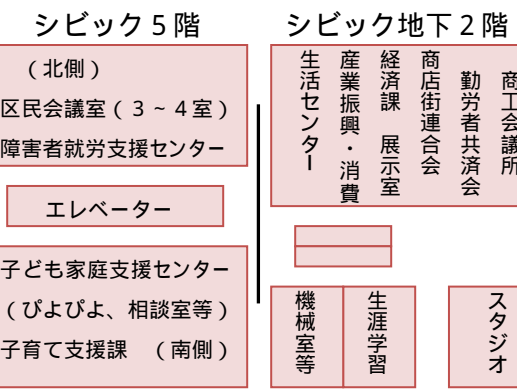 シビック５階
（北側）
区民会議室（３～４室）
障害者就労支援センター
エレベーター
子ども家庭支援センター
（ぴよぴよ、相談室等）
子育て支援課　（南側）
シビック地下２階
商工会議所
勤労者共済会
商店街連合会
経済課　展示室
産業振興・消費
生活センター
機械室等
生涯学習
スタジオ